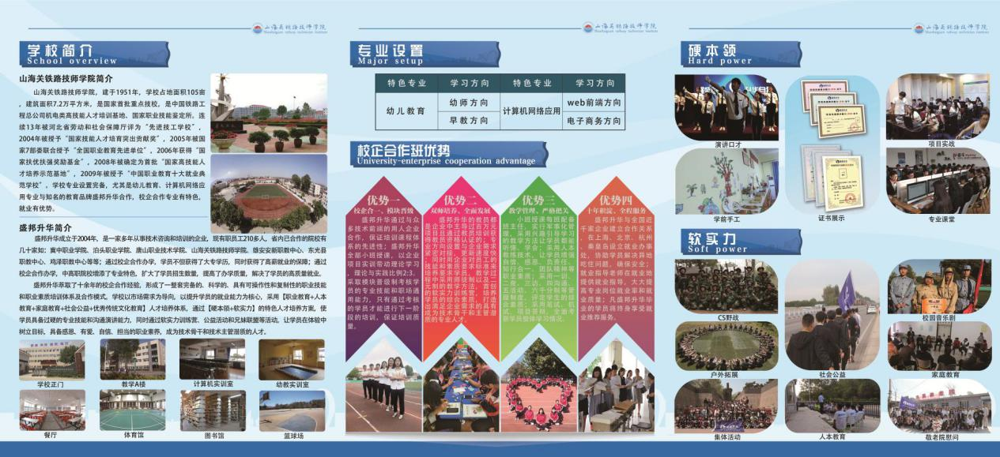 山海关铁路技师学院
Shanhaiguan railway technician institute
学校简介
School overview
山海关铁路技师学院简介
山海关铁路技师学院，建于1951年，学校占地面积105亩
，建筑面积7.2万平方米，是国家首批重点技校，是中国铁路工
程总公司机电类高技能人才培训基地、国家职业技能鉴定所。连
续13年被河北省劳动和社会保障厅评为“先进技工学校”，
2004年被授予“国家技能人才培育突出贡献奖”，2005年被国
家7部委联合授予“全国职业教育先进单位”，2006年获得“国
家扶优扶强奖励基金”，2008年被确定为首批“国家高技能人
才培养示范基地”，2009年被授予“中国职业教育十大就业典
范学校”。学校专业设置完备，尤其是幼儿教育、计算机网络应
用专业与知名的教育品牌盛邦升华合作，校企合作专业有特色，
就业有优势。
盛邦升华简介
盛邦升华成立于2004年，是一家多年从事技术咨询和培训的企业，现有职员工210多人，省内已合作的院校有
几十家如：冀中职业学院、泊头职业学院、唐山职业技术学院、山海关铁路技师学院、雄安安新职教中心、东光县
职教中心、鸡泽职教中心等等；通过校企合作办学，学员不但获得了大专学历，同时获得了高薪就业的保障；通过
校企合作办学，中高职院校增添了专业特色，扩大了学员招生数量，提高了办学质量，解决了学员的高质量就业。
盛邦升华萃取了十余年的校企合作经验，形成了一整套完备的、科学的、具有可操作性和复制性的职业技能
和职业素质培训体系及合作模式。学校以市场需求为导向，以提升学员的就业能力为核心，采用【职业教育+人本
教育+家庭教育+社会公益+优秀传统文化教育】人才培养体系，通过【硬本领+软实力】的特色人才培养方案，使
学员具备过硬的专业技能和沟通演讲能力，同时通过软实力训练营、公益活动和兄妹联盟等活动，让学员在体验中
树立目标，具备感恩、有爱、自信、担当的职业素养，成为技术骨干和技术主管潜质的人才。
学校正门
教学A楼
计算机实训室
幼教实训室
餐厅
体育馆
图书馆
篮球场
山海关铁路技师学院
Shanhaiguan railway technician institute
专业设置
Major setup
特色专业 学习方向 特色专业 学习方向
幼儿教育 幼师方向 计算机网络应用 web前端方向
早教方向 电子商务方向
校企合作班优势
University-enterprise cooperation advantage
优势一
校企合一、模块晋级
盛邦升华通过与众
多技术前端的用人企业
合作，保证培训课程体
系的先进性；盛邦升华
全部小班授课，以企业
项目实训带动理论学习
，理论与实践比例2:3。
采取模块晋级制考核学
员的专业技能和职场通
用能力，只有通过考核
的学员才能进行下一阶
段的培训，保证培训质
量。
优势二
双师培养、全面发展
盛邦升华的教员都
是企业中主导过百万元
项目且通过教员培训获
得教员资格认证的；专
业方向设置与企业需求
紧密对接，更新速度快
；同时用企业对员工的
技能和素质要求标准来
培养要求学员，教学过
程中采用师徒制以及二
元制的教学方法，首创
的软实力训练营，培养
学员的综合素质，打造
出满足企业需求的具有
成为技术骨干和主管潜
质的专业人才。
优势三
教学管理、严格把关
小班授课每班配备
班主任，实行军事化管
理，采用兴趣引导学习
的教学方法让学员都能
听懂、学会；采用人本
教练技术，让学员增强
自信、感恩、负责任、
知行合一、团队精神等
职业素质；采用一训、
二查、三访、四沟通、
五活动、六千分制等管
理制度，评定学生的综
合素质；采用笔试、机
试、项目答辩，全面考
察学员整体学习情况。
优势四
十年积淀、全程服务
盛邦升华与全国近
千家企业建立合作关系
，在上海、北京、杭州
、秦皇岛设立就业办事
处，协助学员解决异地
吃住问题，确保安全；
就业指导老师在就业地
提供就业指导，大大提
高专业岗位就业率和就
业质量；凡盛邦升华毕
业的学员将终身享受就
业推荐服务。
山海关铁路技师学院
Shanhaiguan railway technician institute
硬本领
Hard power
演讲口才
证书展示
项目实战
学前手工
专业课堂
软实力
Soft power
CS野战
校园音乐剧
户外拓展
社会公益
家庭教育
集体活动
人本教育
敬老院慰问